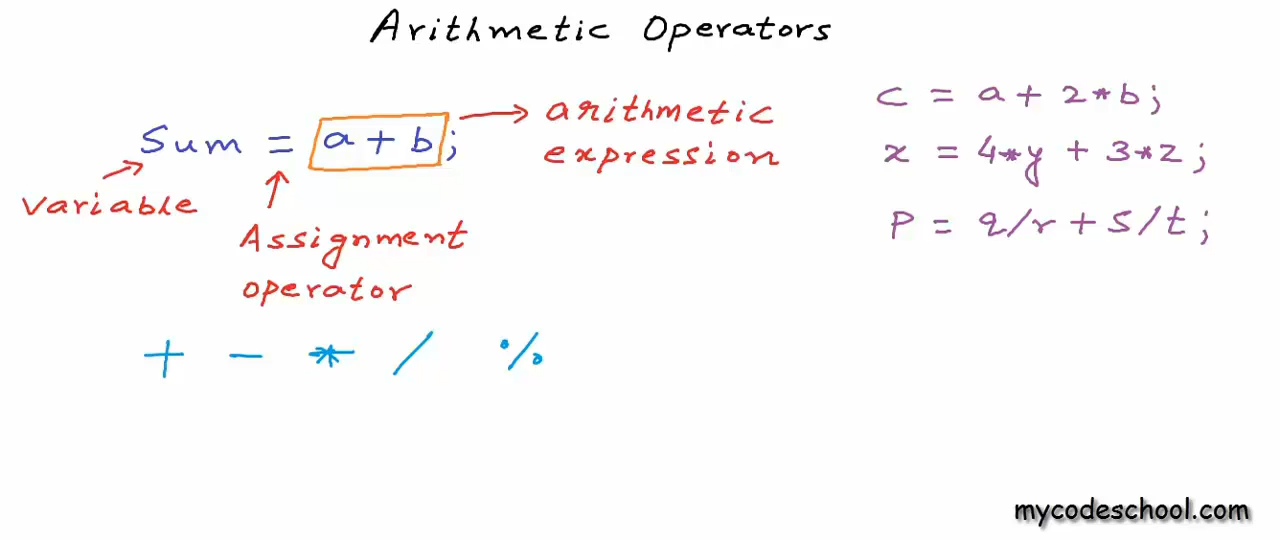 Arithmetic Operators
Sum = a + b;
arithmetic
expression
variable
Assignment
operator
+ - * / %
c = a + 2*b;
x = 4*y + 3*z;
p = q/r + s/t;
mycodeschool.com